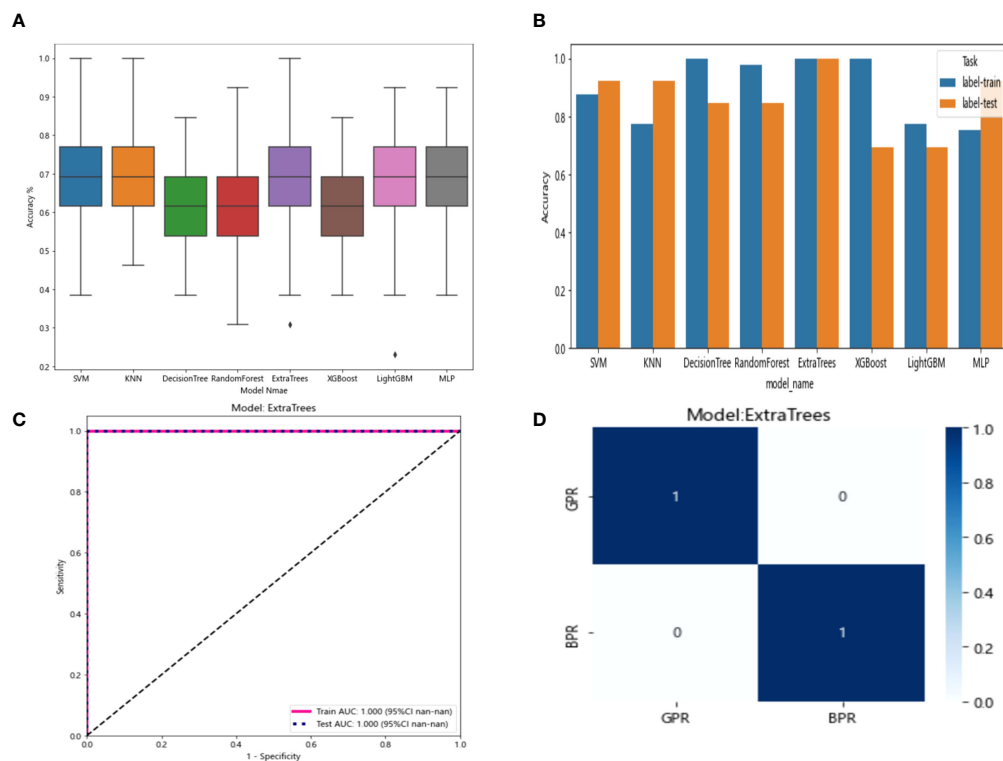 A
1.0
0.9
0.8
0.7
0.6
0.5
0.4
0.3
0.2
Accuracy %
SVM KNN DecisionTree RandomForest ExtraTrees XGBoost LightGBM MLP
Model Nmae
B
1.0
0.8
0.6
0.4
0.2
0.0
Accuracy
Task
label-train
label-test
SVM KNN DecisionTree RandomForest ExtraTrees XGBoost LightGBM MLP
model_name
C
Model: ExtraTrees
1.0
0.8
0.6
0.4
0.2
0.0
Sensitivity
Train AUC: 1.000 (95%CI nan-nan)
Test AUC: 1.000 (95%CI nan-nan)
0.0 0.2 0.4 0.6 0.8 1.0
1 - Specificity
D
Model:ExtraTrees
GPR
1 0
BPR
0 1
GPR BPR
1.0
0.8
0.6
0.4
0.2
0.0